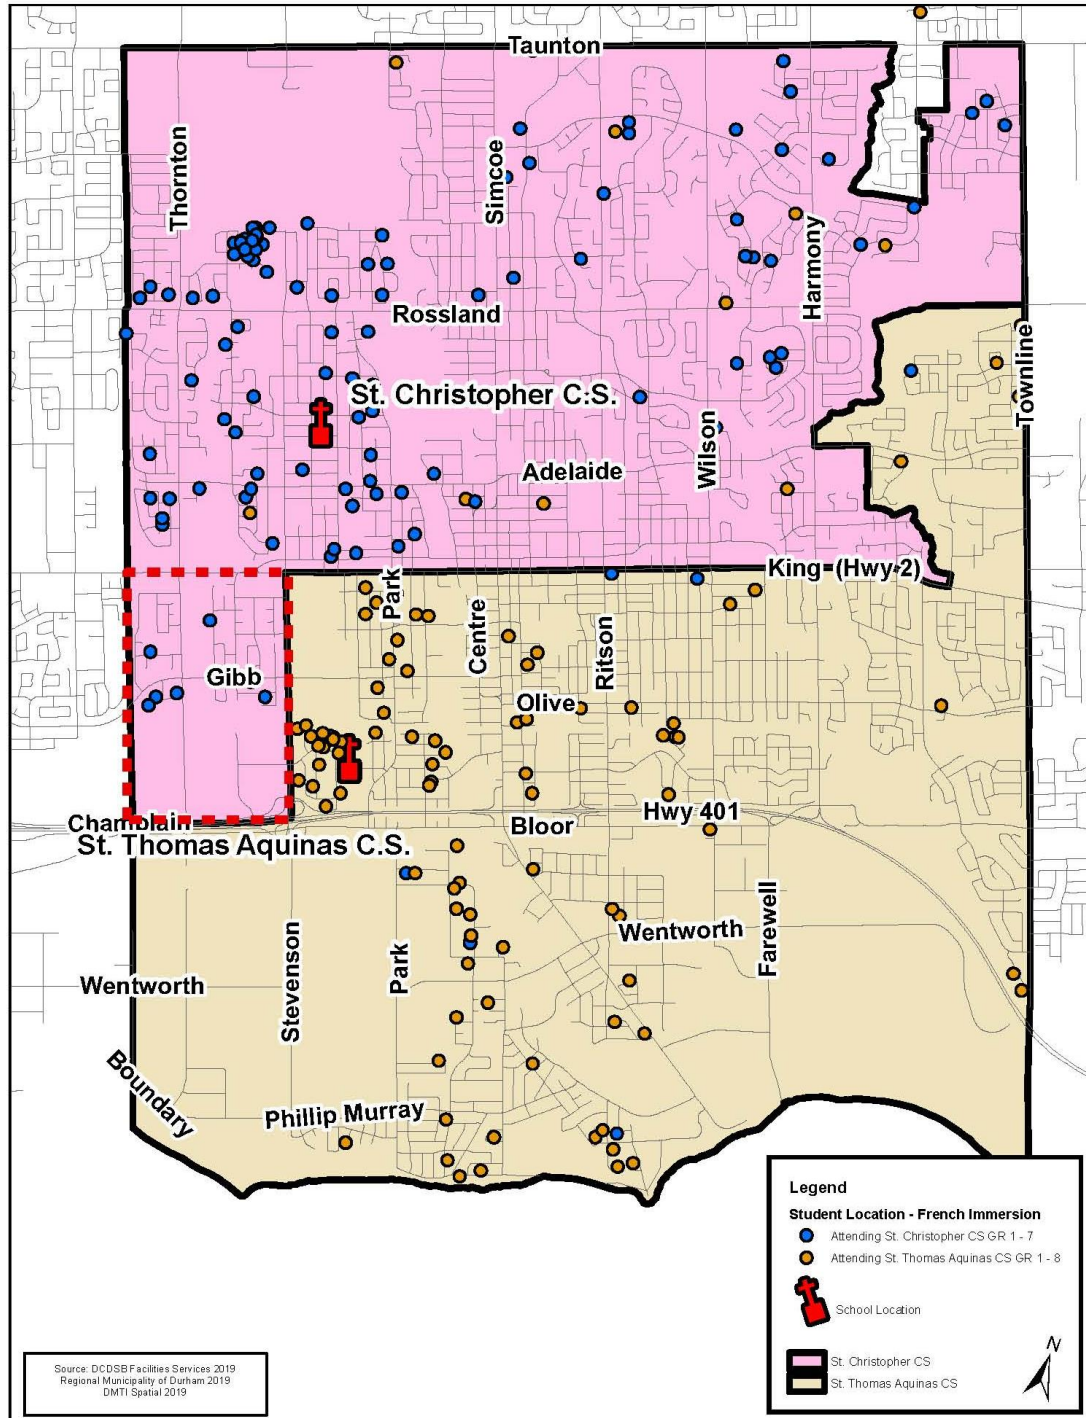 Taunton
Thornton
Simcoe
Harmony
Rossland
Townline
St. Christopher C.S.
Wilson
Adelaide
King (Hwy 2)
Park
Centre
Ritson
Gibb
Olive
Hwy 401
Chamblain
Bloor
St. Thomas Aquinas C.S.
Farewell
Wentworth
Park
Stevenson
Wentworth
Boundary
Phillip Murray
Legend
Student Location - French Immersion
Attending St. Christopher CS GR 1 - 7
Attending St. Thomas Aquinas CS GR 1 - 8
School Location
St. Christopher CS
St. Thomas Aquinas CS
N
Source: DCDSB Facilities Services 2019
Regional Municipality of Durham 2019
DMTI Spatial 2019